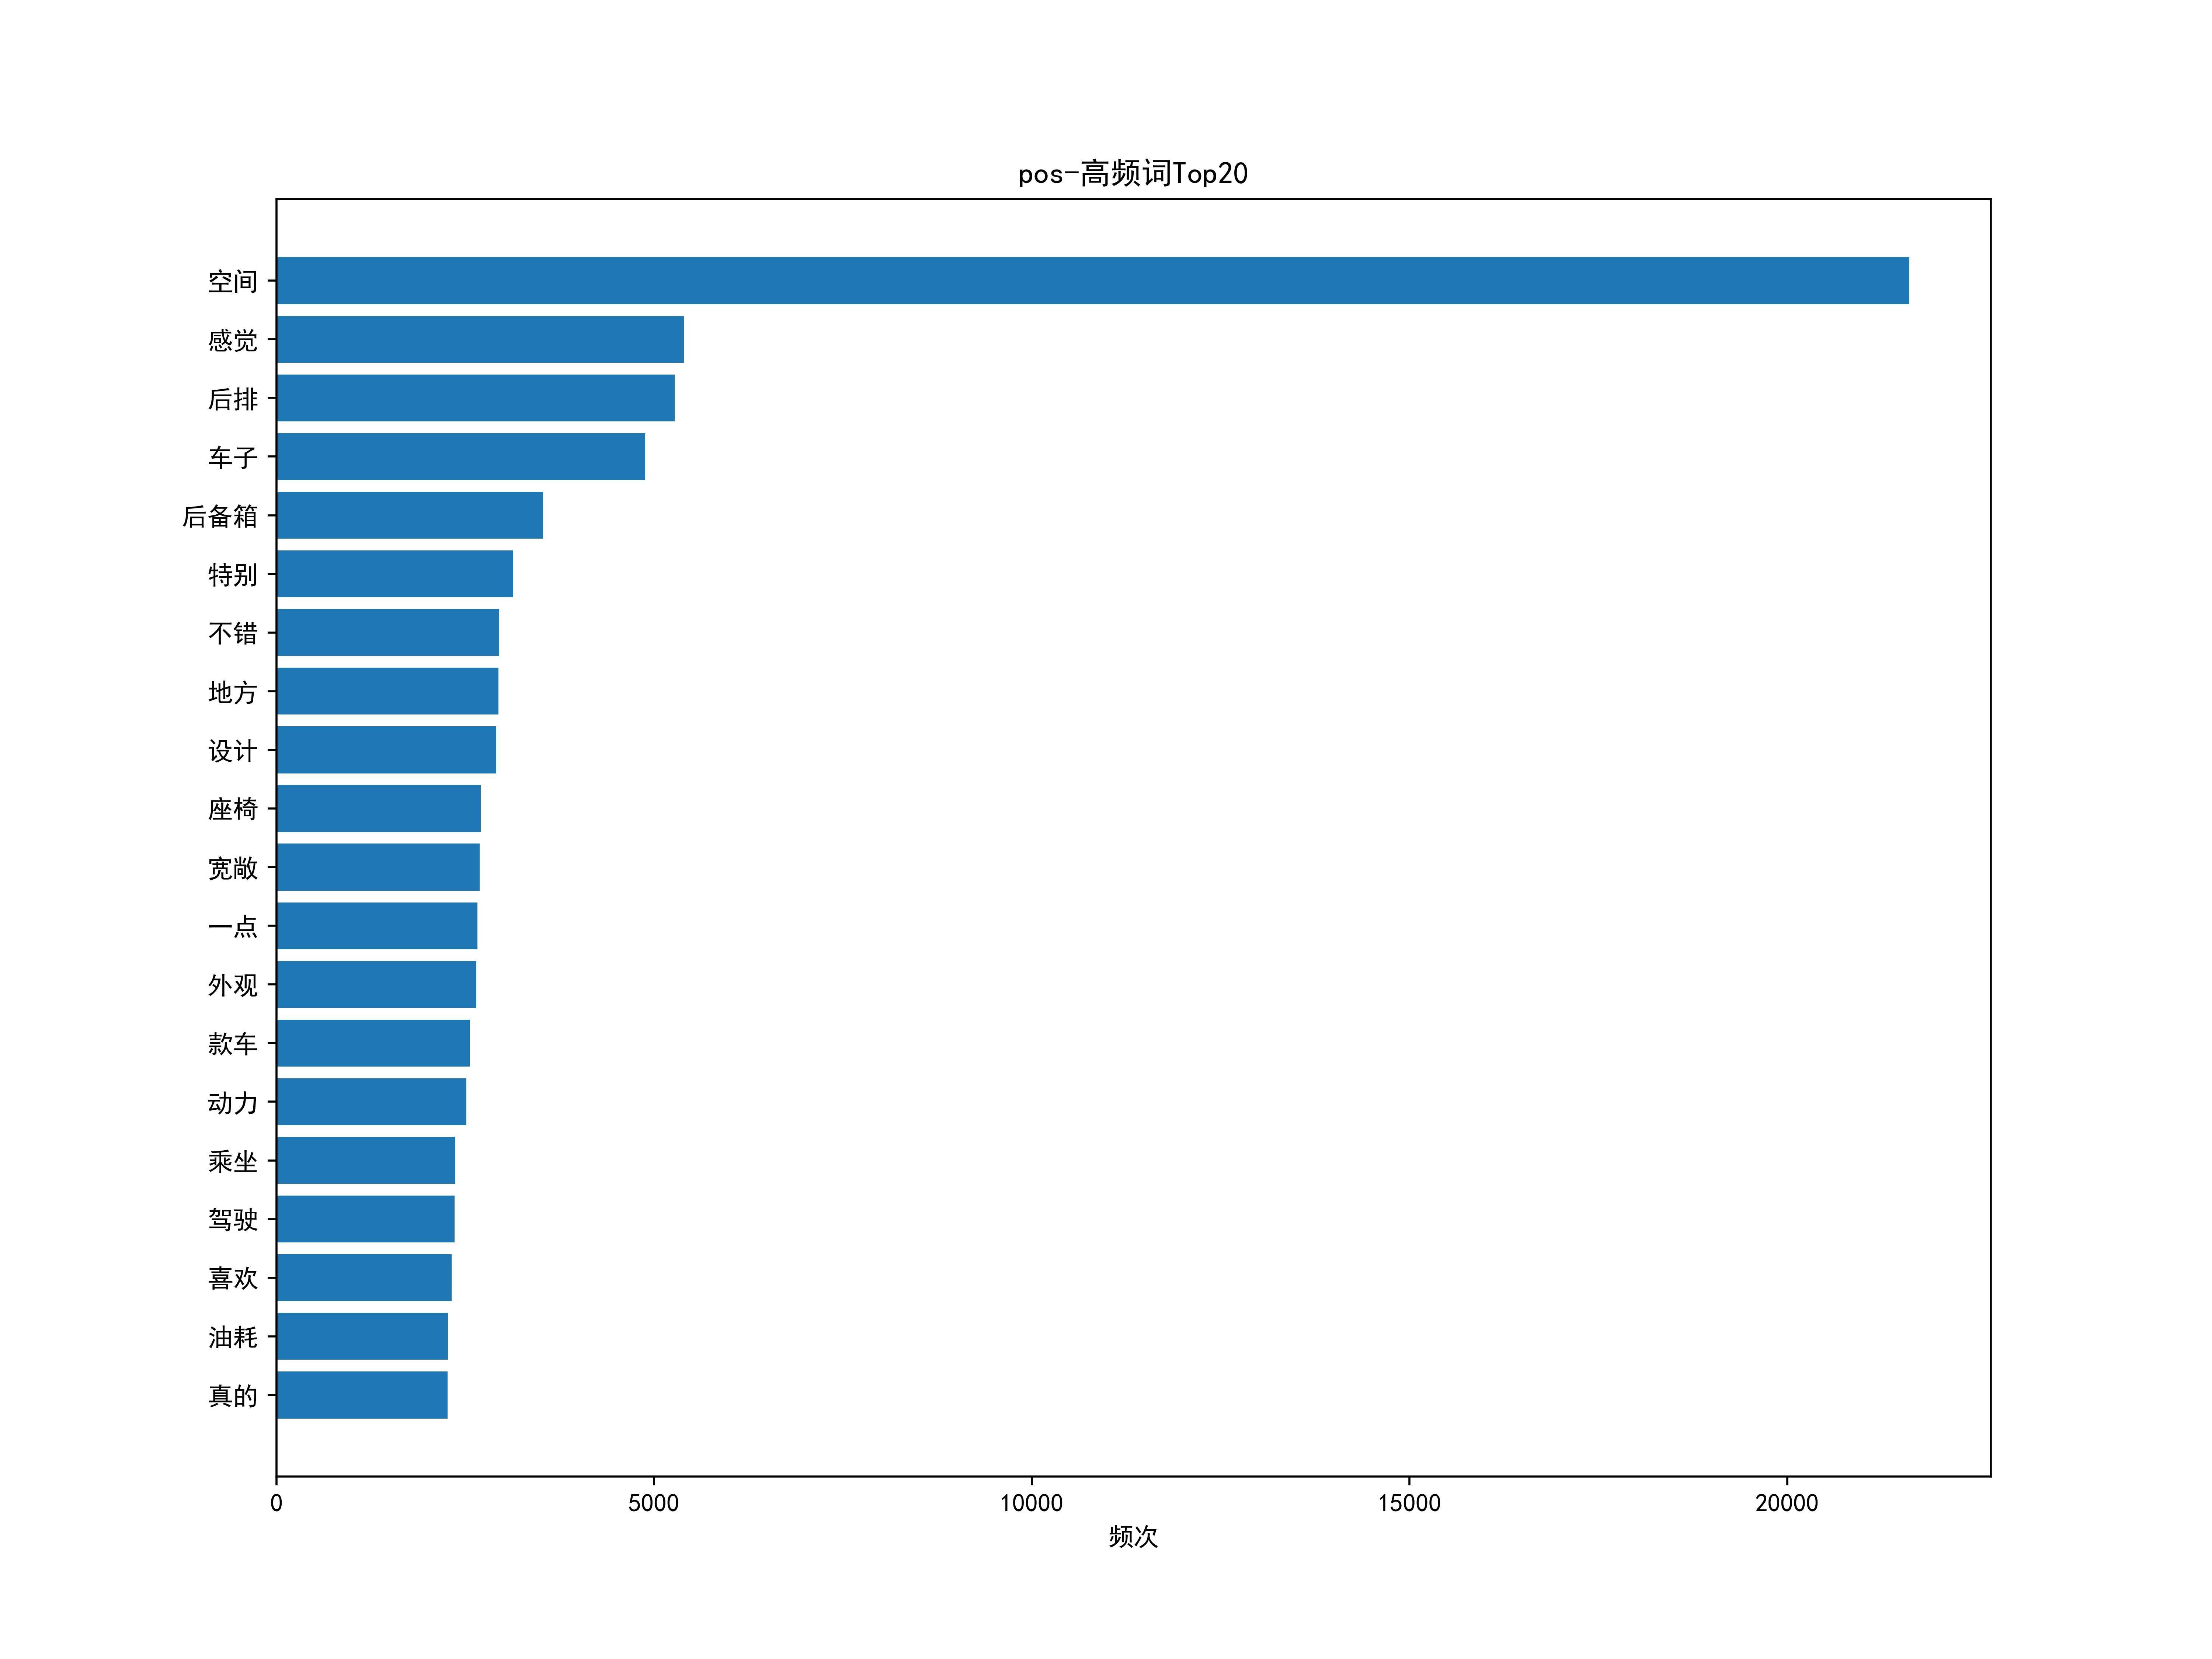 pos-高频词Top20
空间
感觉
后排
车子
后备箱
特别
不错
地方
设计
座椅
宽敞
一点
外观
款车
动力
乘坐
驾驶
喜欢
油耗
真的
0 5000 10000 15000 20000
频次